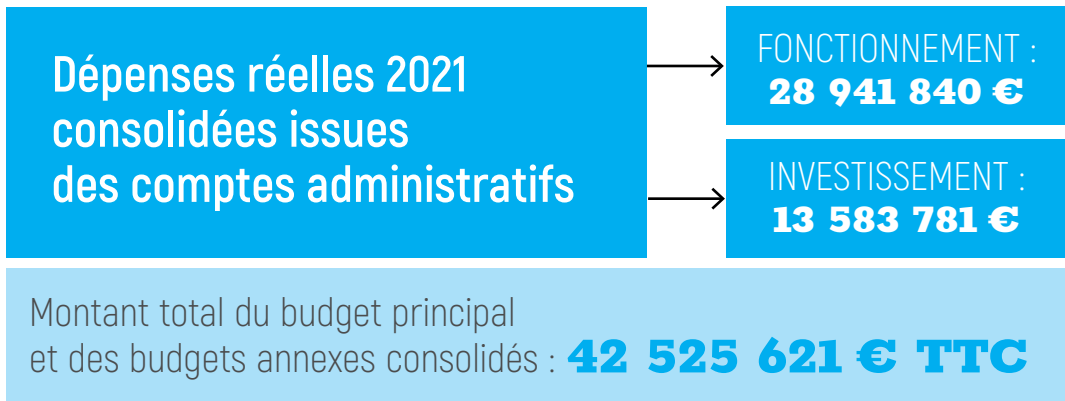 Dépenses réelles 2021
consolidées issues
des comptes administratifs
FONCTIONNEMENT :
28 941 840 €
INVESTISSEMENT :
13 583 781 €
Montant total du budget principal
et des budgets annexes consolidés : 42 525 621 € TTC